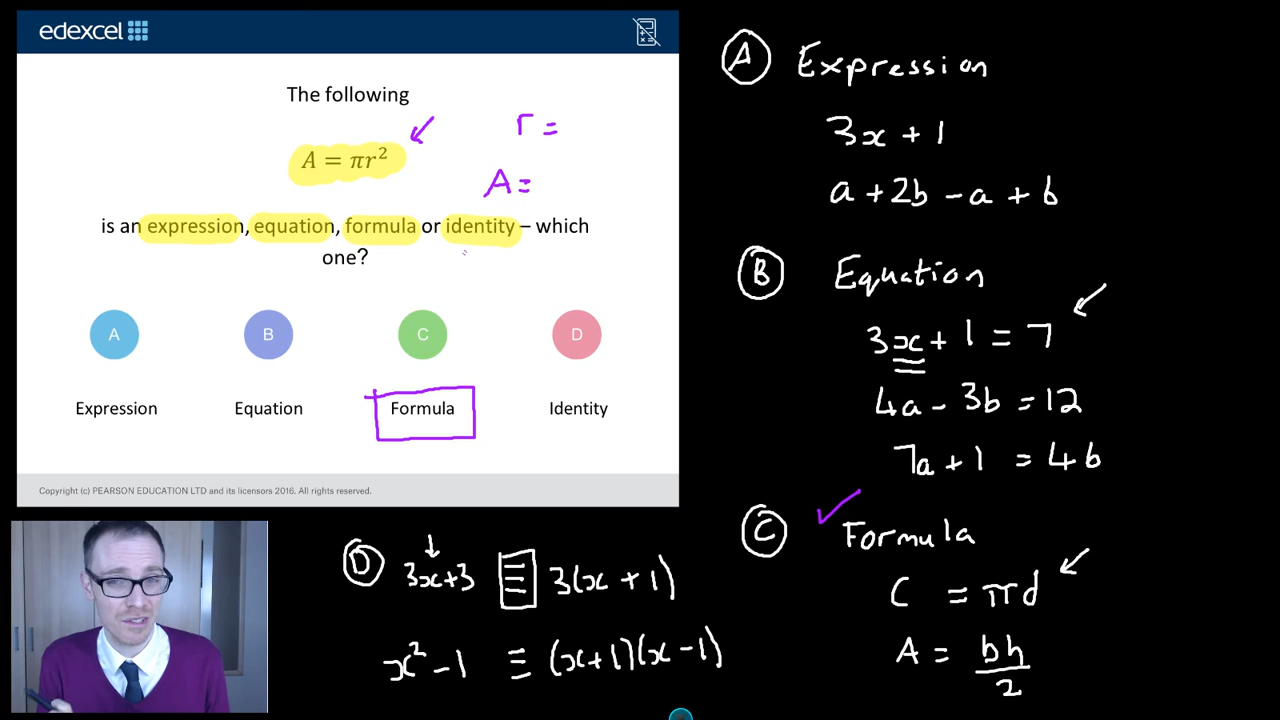 edexcel
The following
A = πr²
r =
A =
is an expression, equation, formula or identity – which
one?
A
B
C
D
Expression
Equation
Formula
Identity
Copyright (c) PEARSON EDUCATION LTD and its licensors 2016. All rights reserved.
A Expression
3x + 1
a + 2b - a + b
B Equation
3x + 1 = 7
4a - 3b = 12
7a + 1 = 4b
C Formula
C = πd
A = bh/2
D 3x+3 ≡ 3(x + 1)
x² - 1 ≡ (x+1)(x - 1)